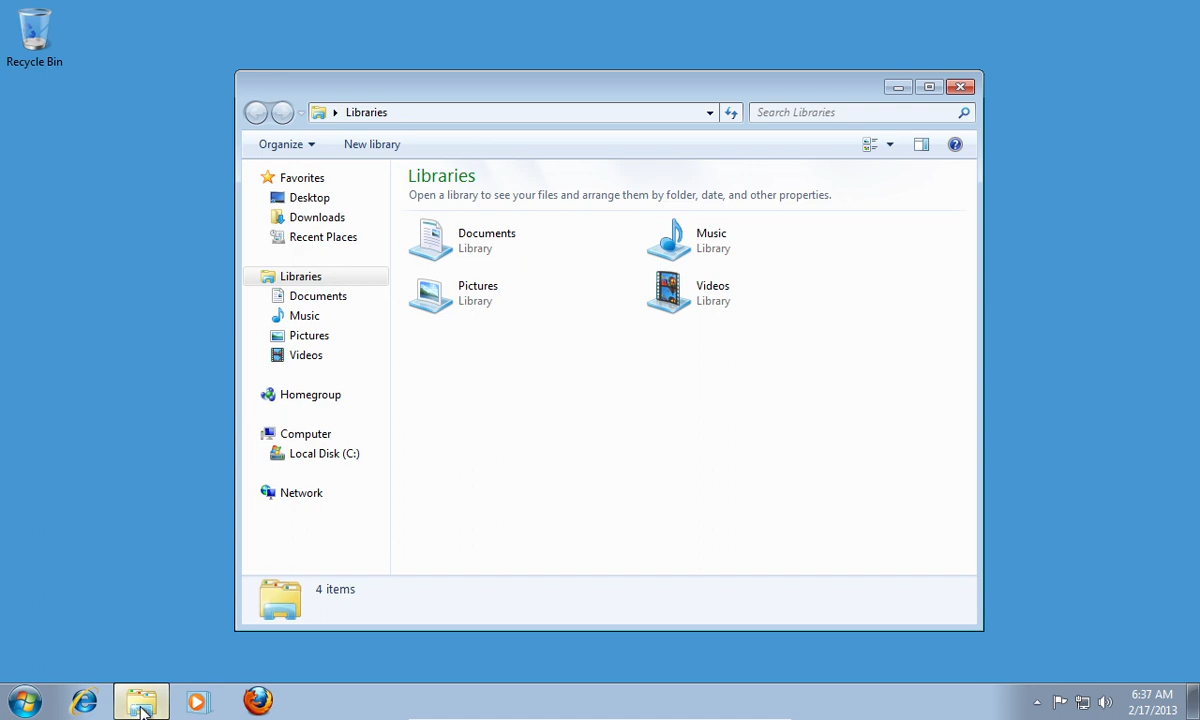 Recycle Bin
Libraries
Search Libraries
Organize
New library
Favorites
Desktop
Downloads
Recent Places
Libraries
Documents
Music
Pictures
Videos
Homegroup
Computer
Local Disk (C:)
Network
Libraries
Open a library to see your files and arrange them by folder, date, and other properties.
Documents
Library
Music
Library
Pictures
Library
Videos
Library
4 items
6:37 AM
2/17/2013